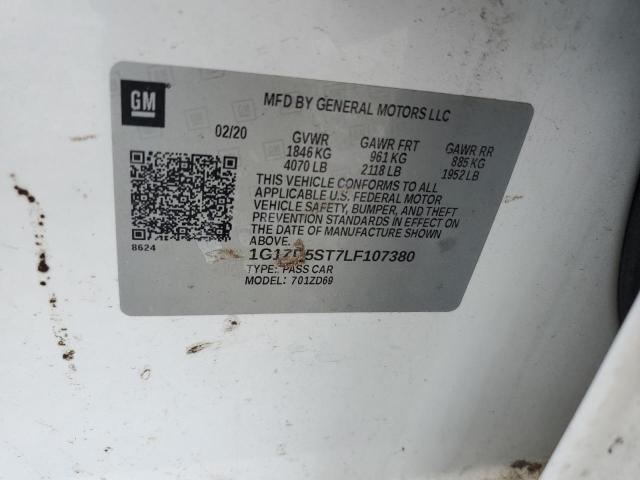 GM
MFD BY GENERAL MOTORS LLC
02/20 GVWR GAWR FRT GAWR RR
1846 KG 961 KG 885 KG
4070 LB 2118 LB 1952 LB
THIS VEHICLE CONFORMS TO ALL
APPLICABLE U.S. FEDERAL MOTOR
VEHICLE SAFETY, BUMPER, AND THEFT
PREVENTION STANDARDS IN EFFECT ON
THE DATE OF MANUFACTURE SHOWN
ABOVE.
8624
1G1ZD5ST7LF107380
TYPE: PASS CAR
MODEL: 701ZD69